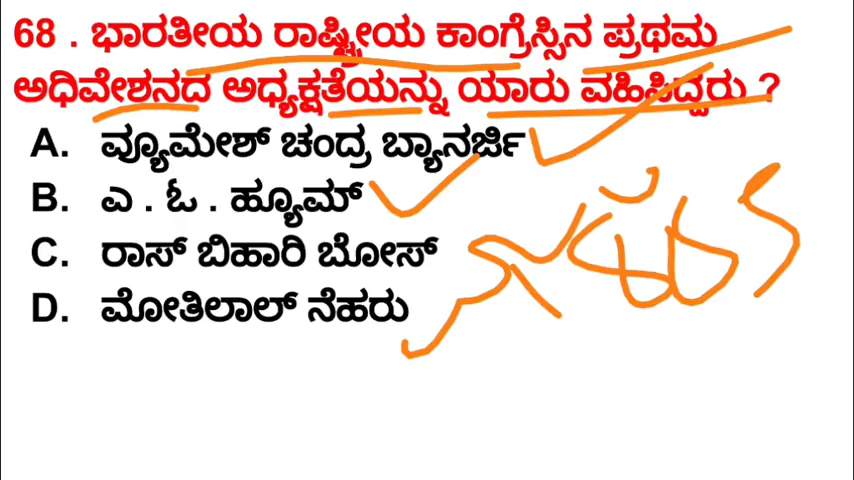 68 . ಭಾರತೀಯ ರಾಷ್ಟ್ರೀಯ ಕಾಂಗ್ರೆಸ್ಸಿನ ಪ್ರಥಮ
ಅಧಿವೇಶನದ ಅಧ್ಯಕ್ಷತೆಯನ್ನು ಯಾರು ವಹಿಸಿದ್ದರು ?
A. ವ್ಯೂಮೇಶ್ ಚಂದ್ರ ಬ್ಯಾನರ್ಜಿ
B. ಎ . ಓ . ಹ್ಯೂಮ್
C. ರಾಸ್ ಬಿಹಾರಿ ಬೋಸ್
D. ಮೋತಿಲಾಲ್ ನೆಹರು